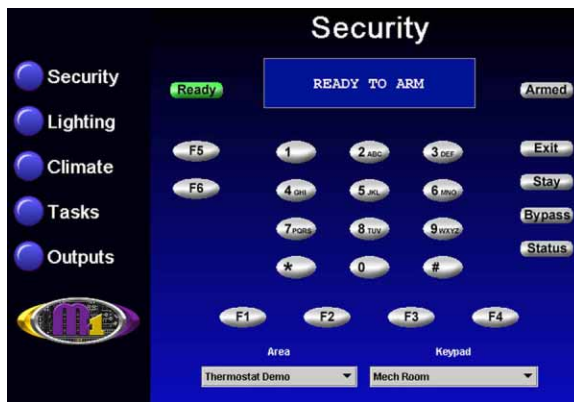 Security
Security
Lighting
Climate
Tasks
Outputs
M1
Ready
READY TO ARM
Armed
F5
F6
1
2 ABC
3 DEF
4 GHI
5 JKL
6 MNO
7 PQRS
8 TUV
9 WXYZ
*
0
#
Exit
Stay
Bypass
Status
F1
F2
F3
F4
Area
Keypad
Thermostat Demo
Mech Room